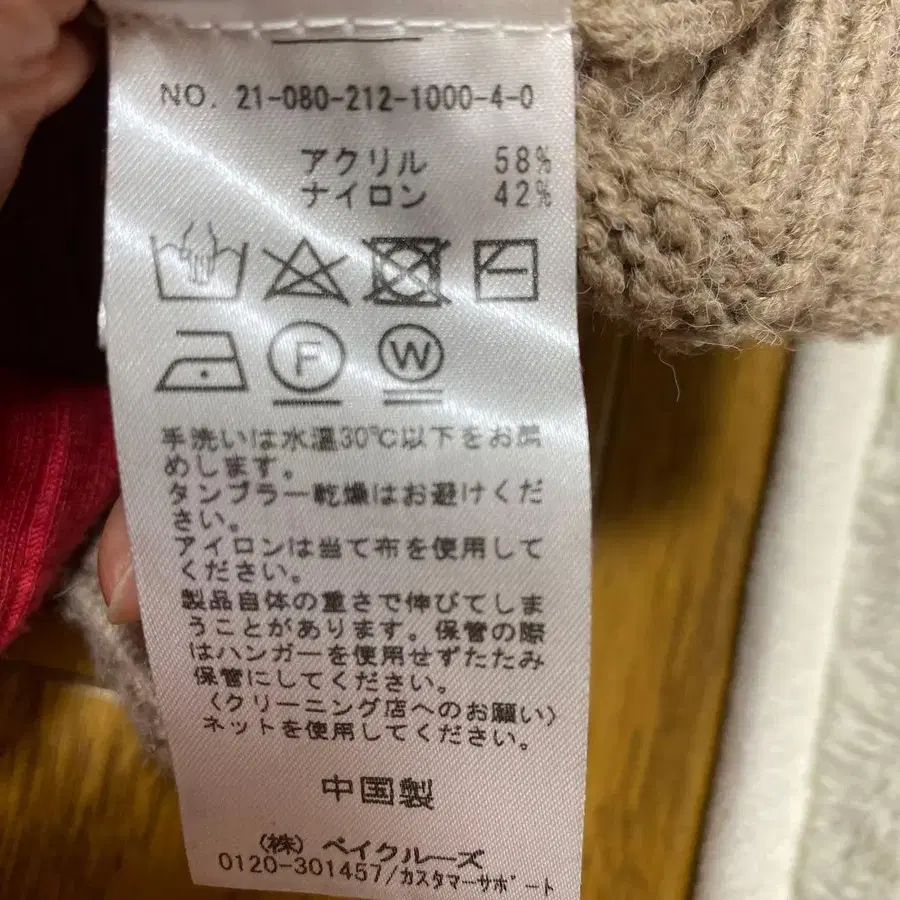 NO. 21-080-212-1000-4-0
アクリル 58%
ナイロン 42%
F W
手洗いは水温30℃以下をお薦
めします。
タンブラー乾燥はお避けくだ
さい。
アイロンは当て布を使用して
ください。
製品自体の重さで伸びてしま
うことがあります。保管の際
はハンガーを使用せずたたみ
保管にしてください。
〈クリーニング店へのお願い〉
ネットを使用してください。
中国製
(株) ベイクルーズ
0120-301457/カスタマーサポート